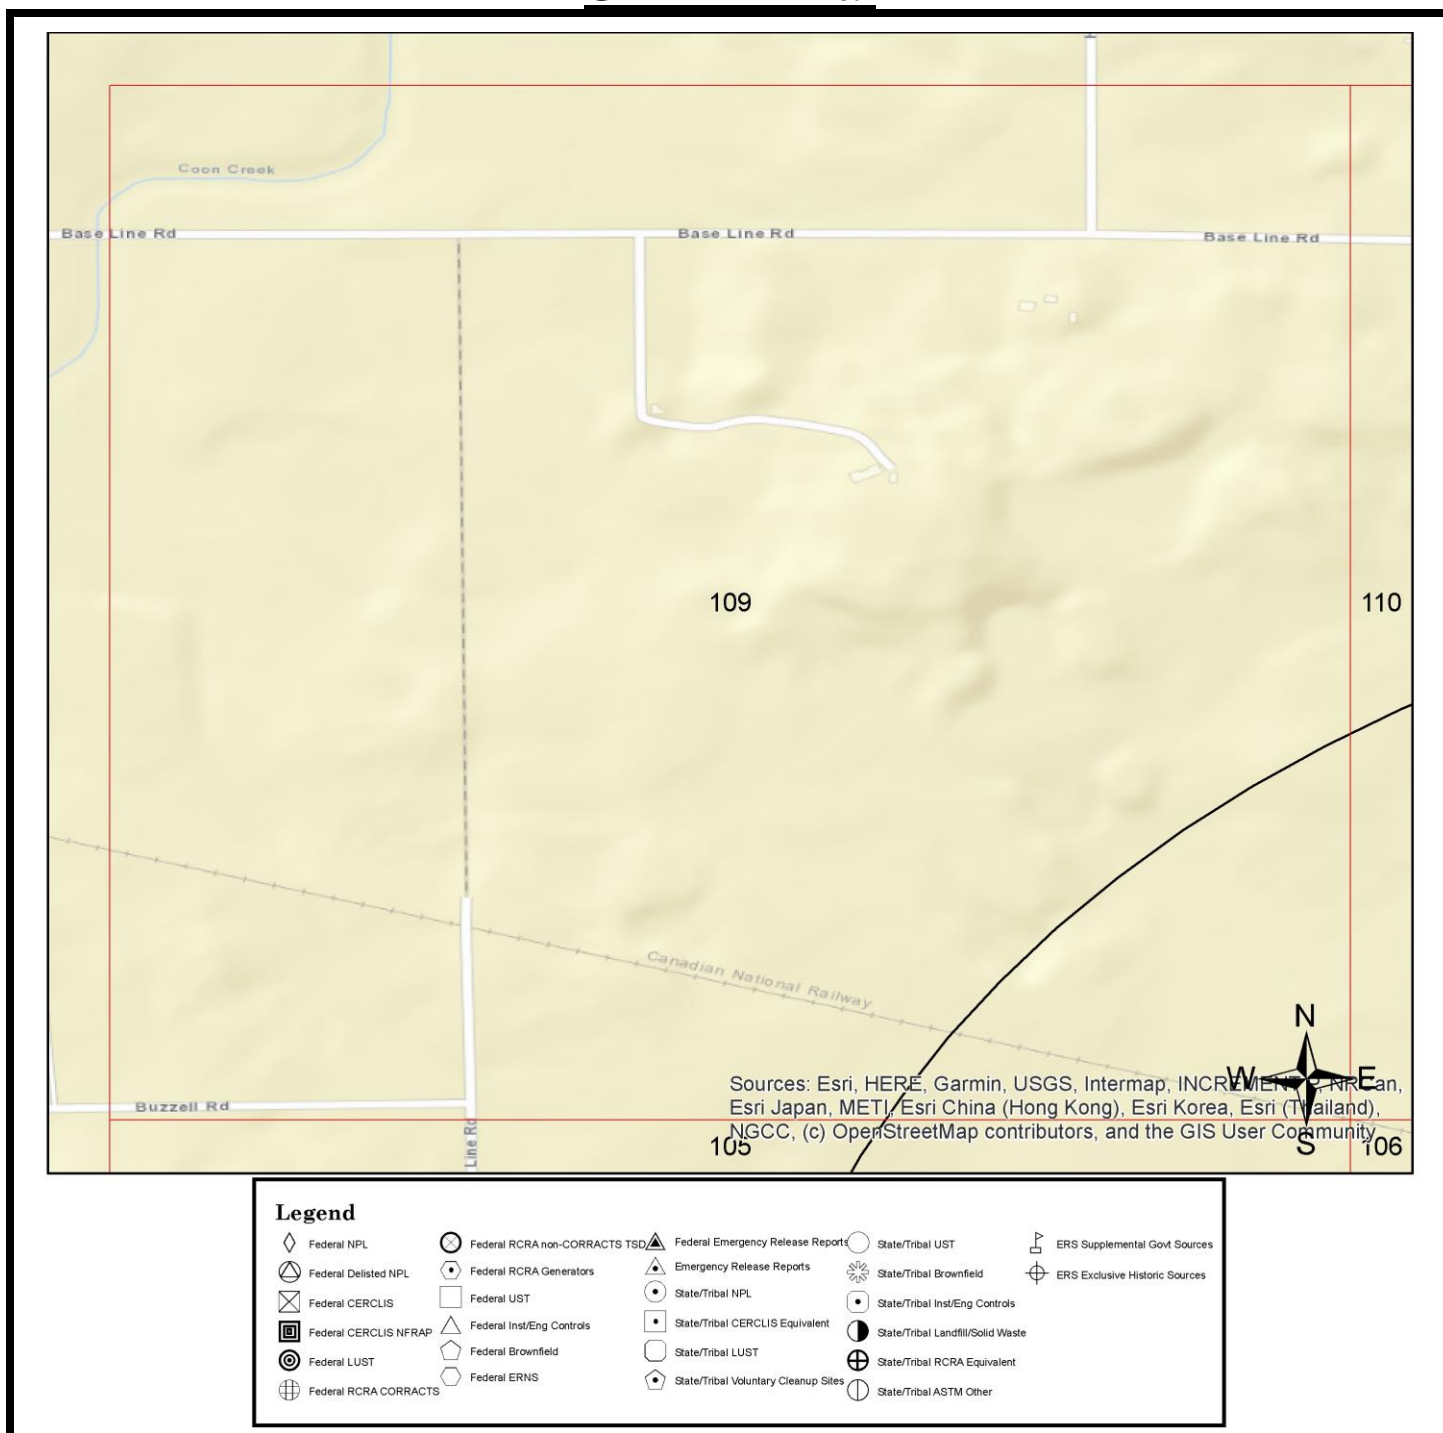 Coon Creek
Base Line Rd
Base Line Rd
Base Line Rd
109
110
Canadian National Railway
N
W
E
S
Sources: Esri, HERE, Garmin, USGS, Intermap,
Esri Japan, METI, Esri China (Hong Kong), Esri Korea, Esri (Thailand),
NGCC, (c) OpenStreetMap contributors, and the GIS User Community
Buzzell Rd
Line Rd
105
106
Legend
Federal NPL
Federal Delisted NPL
Federal CERCLIS
Federal CERCLIS NFRAP
Federal LUST
Federal RCRA CORRACTS
Federal RCRA non-CORRACTS TSD
Federal RCRA Generators
Federal UST
Federal Inst/Eng Controls
Federal Brownfield
Federal ERNS
Federal Emergency Release Reports
Emergency Release Reports
State/Tribal NPL
State/Tribal CERCLIS Equivalent
State/Tribal LUST
State/Tribal Voluntary Cleanup Sites
State/Tribal UST
State/Tribal Brownfield
State/Tribal Inst/Eng Controls
State/Tribal Landfill/Solid Waste
State/Tribal RCRA Equivalent
State/Tribal ASTM Other
ERS Supplemental Govt Sources
ERS Exclusive Historic Sources